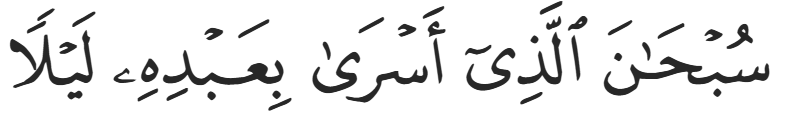 سُبْحَـٰنَ ٱلَّذِىٓ أَسْرَىٰ بِعَبْدِهِۦ لَيْلًا